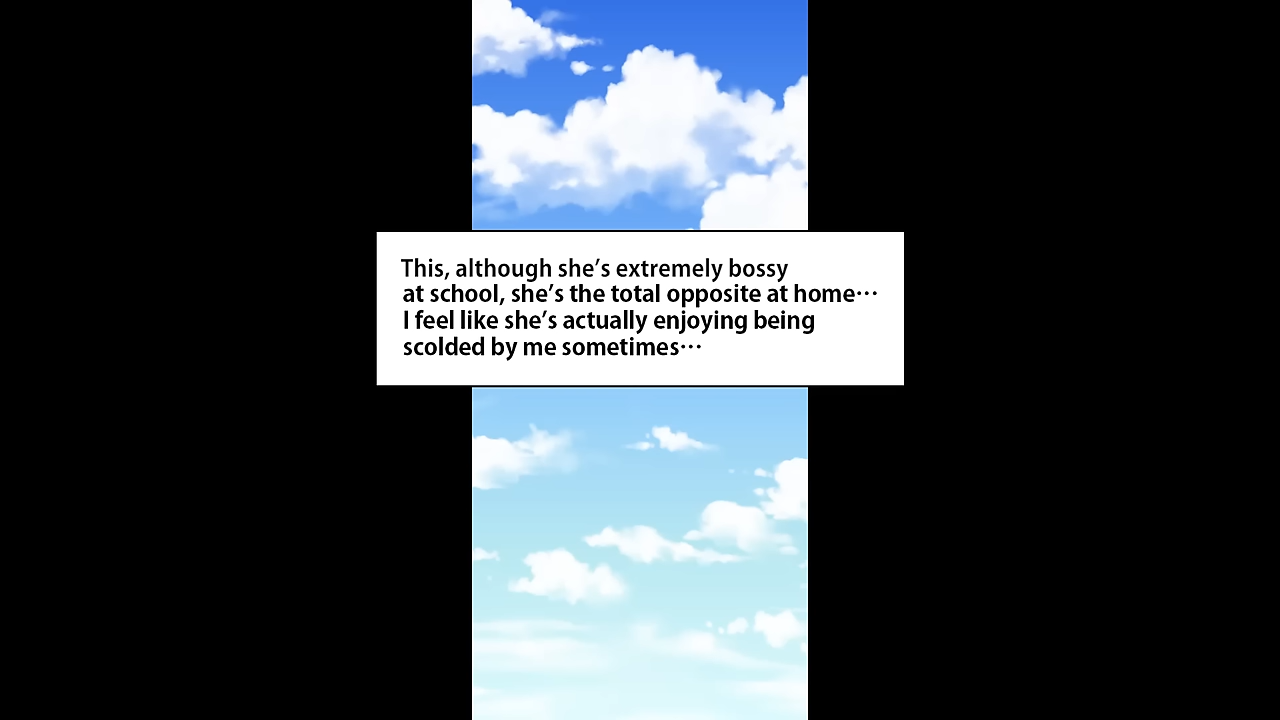 This, although she’s extremely bossy
at school, she’s the total opposite at home⋯
I feel like she’s actually enjoying being
scolded by me sometimes⋯